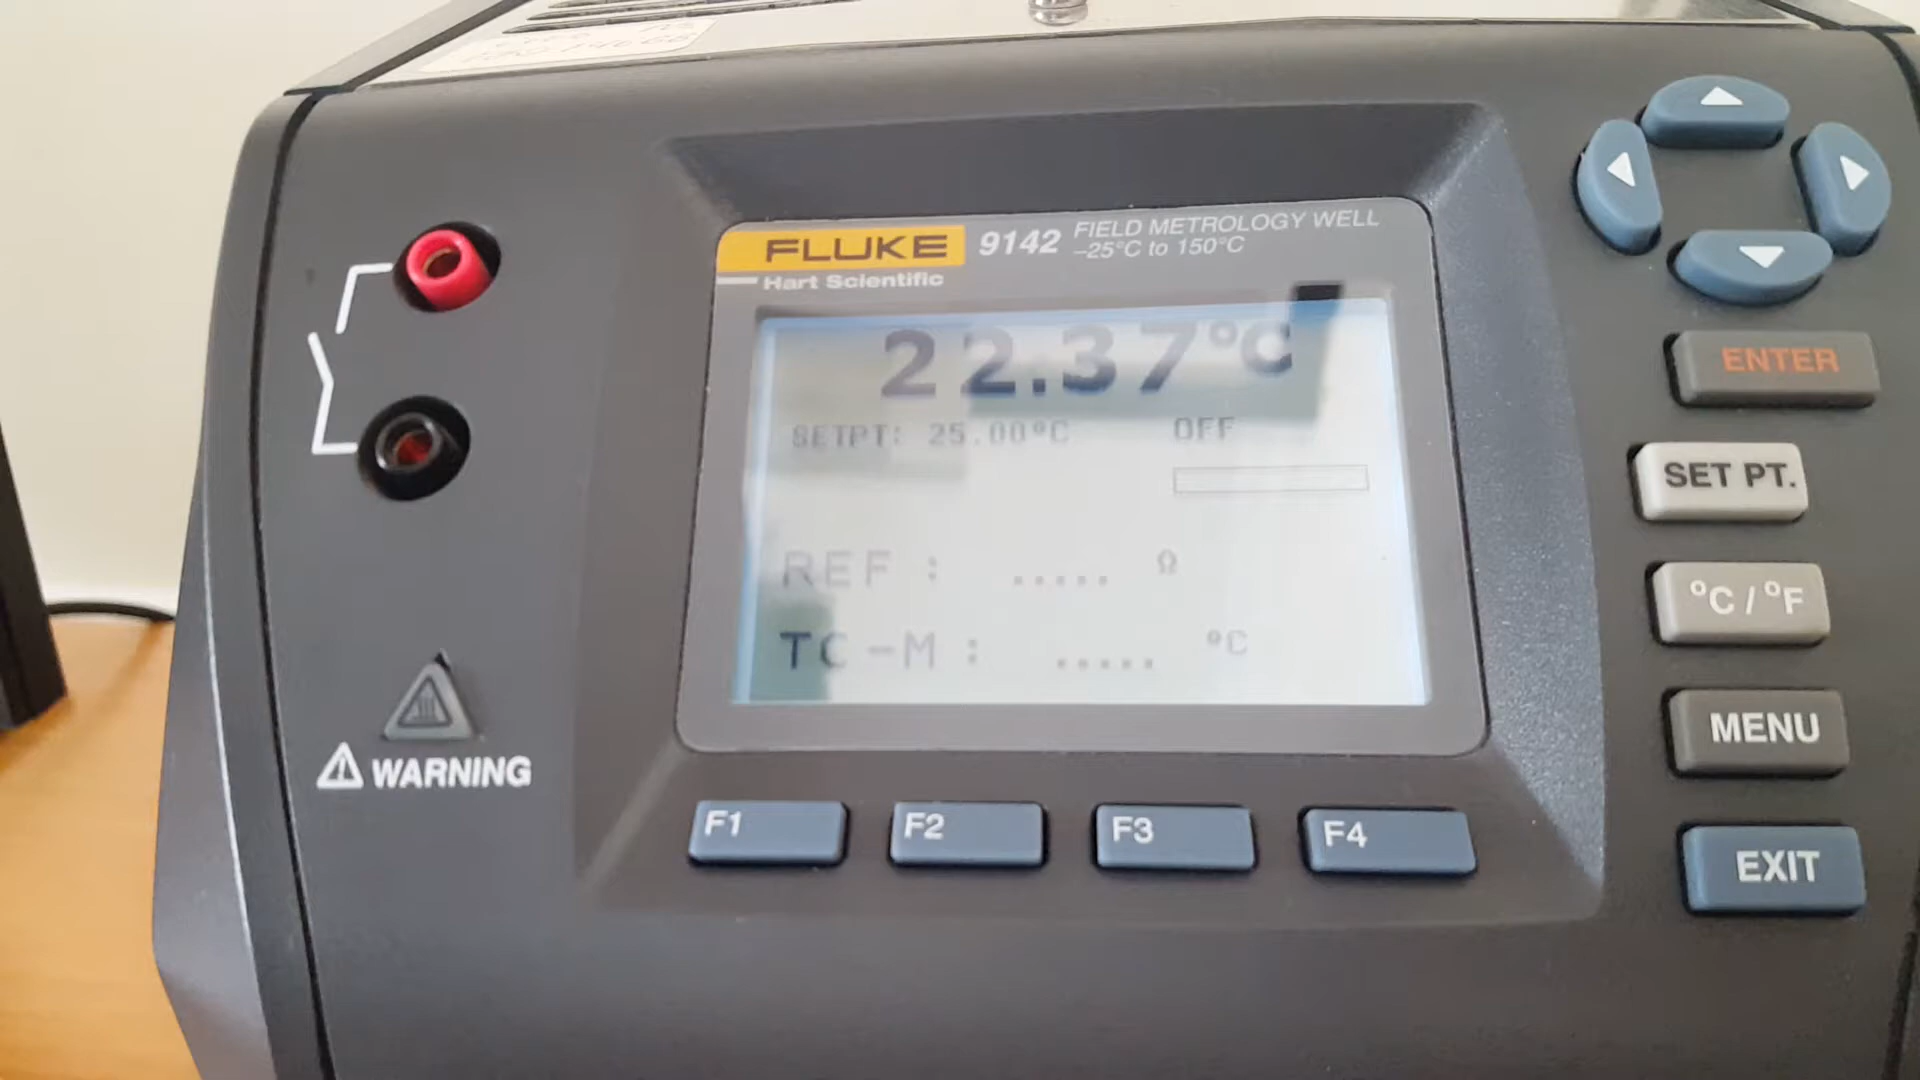 FLUKE 9142 FIELD METROLOGY WELL
–25°C to 150°C
Hart Scientific
22.37°C
SETPT: 25.00°C OFF
REF : ..... Ω
TC-M : ..... °C
ENTER
SET PT.
°C / °F
MENU
EXIT
WARNING
F1 F2 F3 F4